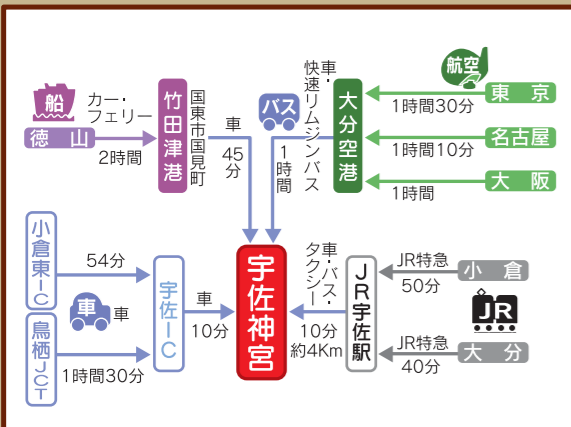 船
徳山
カー・
フェリー
2時間
竹田津港
国東市国見町
車
45
分
バス
1時間
車・
快速リムジンバス
大分空港
航空
東京
1時間30分
名古屋
1時間10分
大阪
1時間
小倉東IC
54分
車
車
鳥栖JCT
1時間30分
宇佐IC
車
10分
宇佐神宮
車・バス・
タクシー
10分
約4Km
JR宇佐駅
JR特急
50分
小倉
JR
JR特急
40分
大分